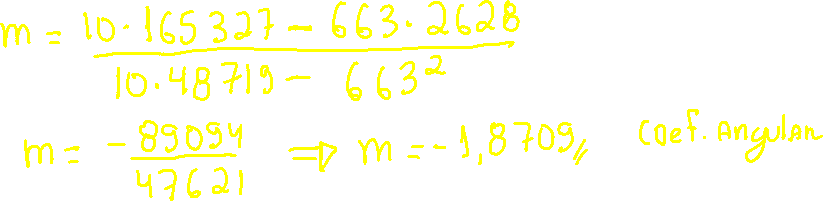 m = 10·165327 - 663·2628
10·48719 - 663²
m = -89094 / 47621 ⇒ m = -1,8709,, Coef. Angular